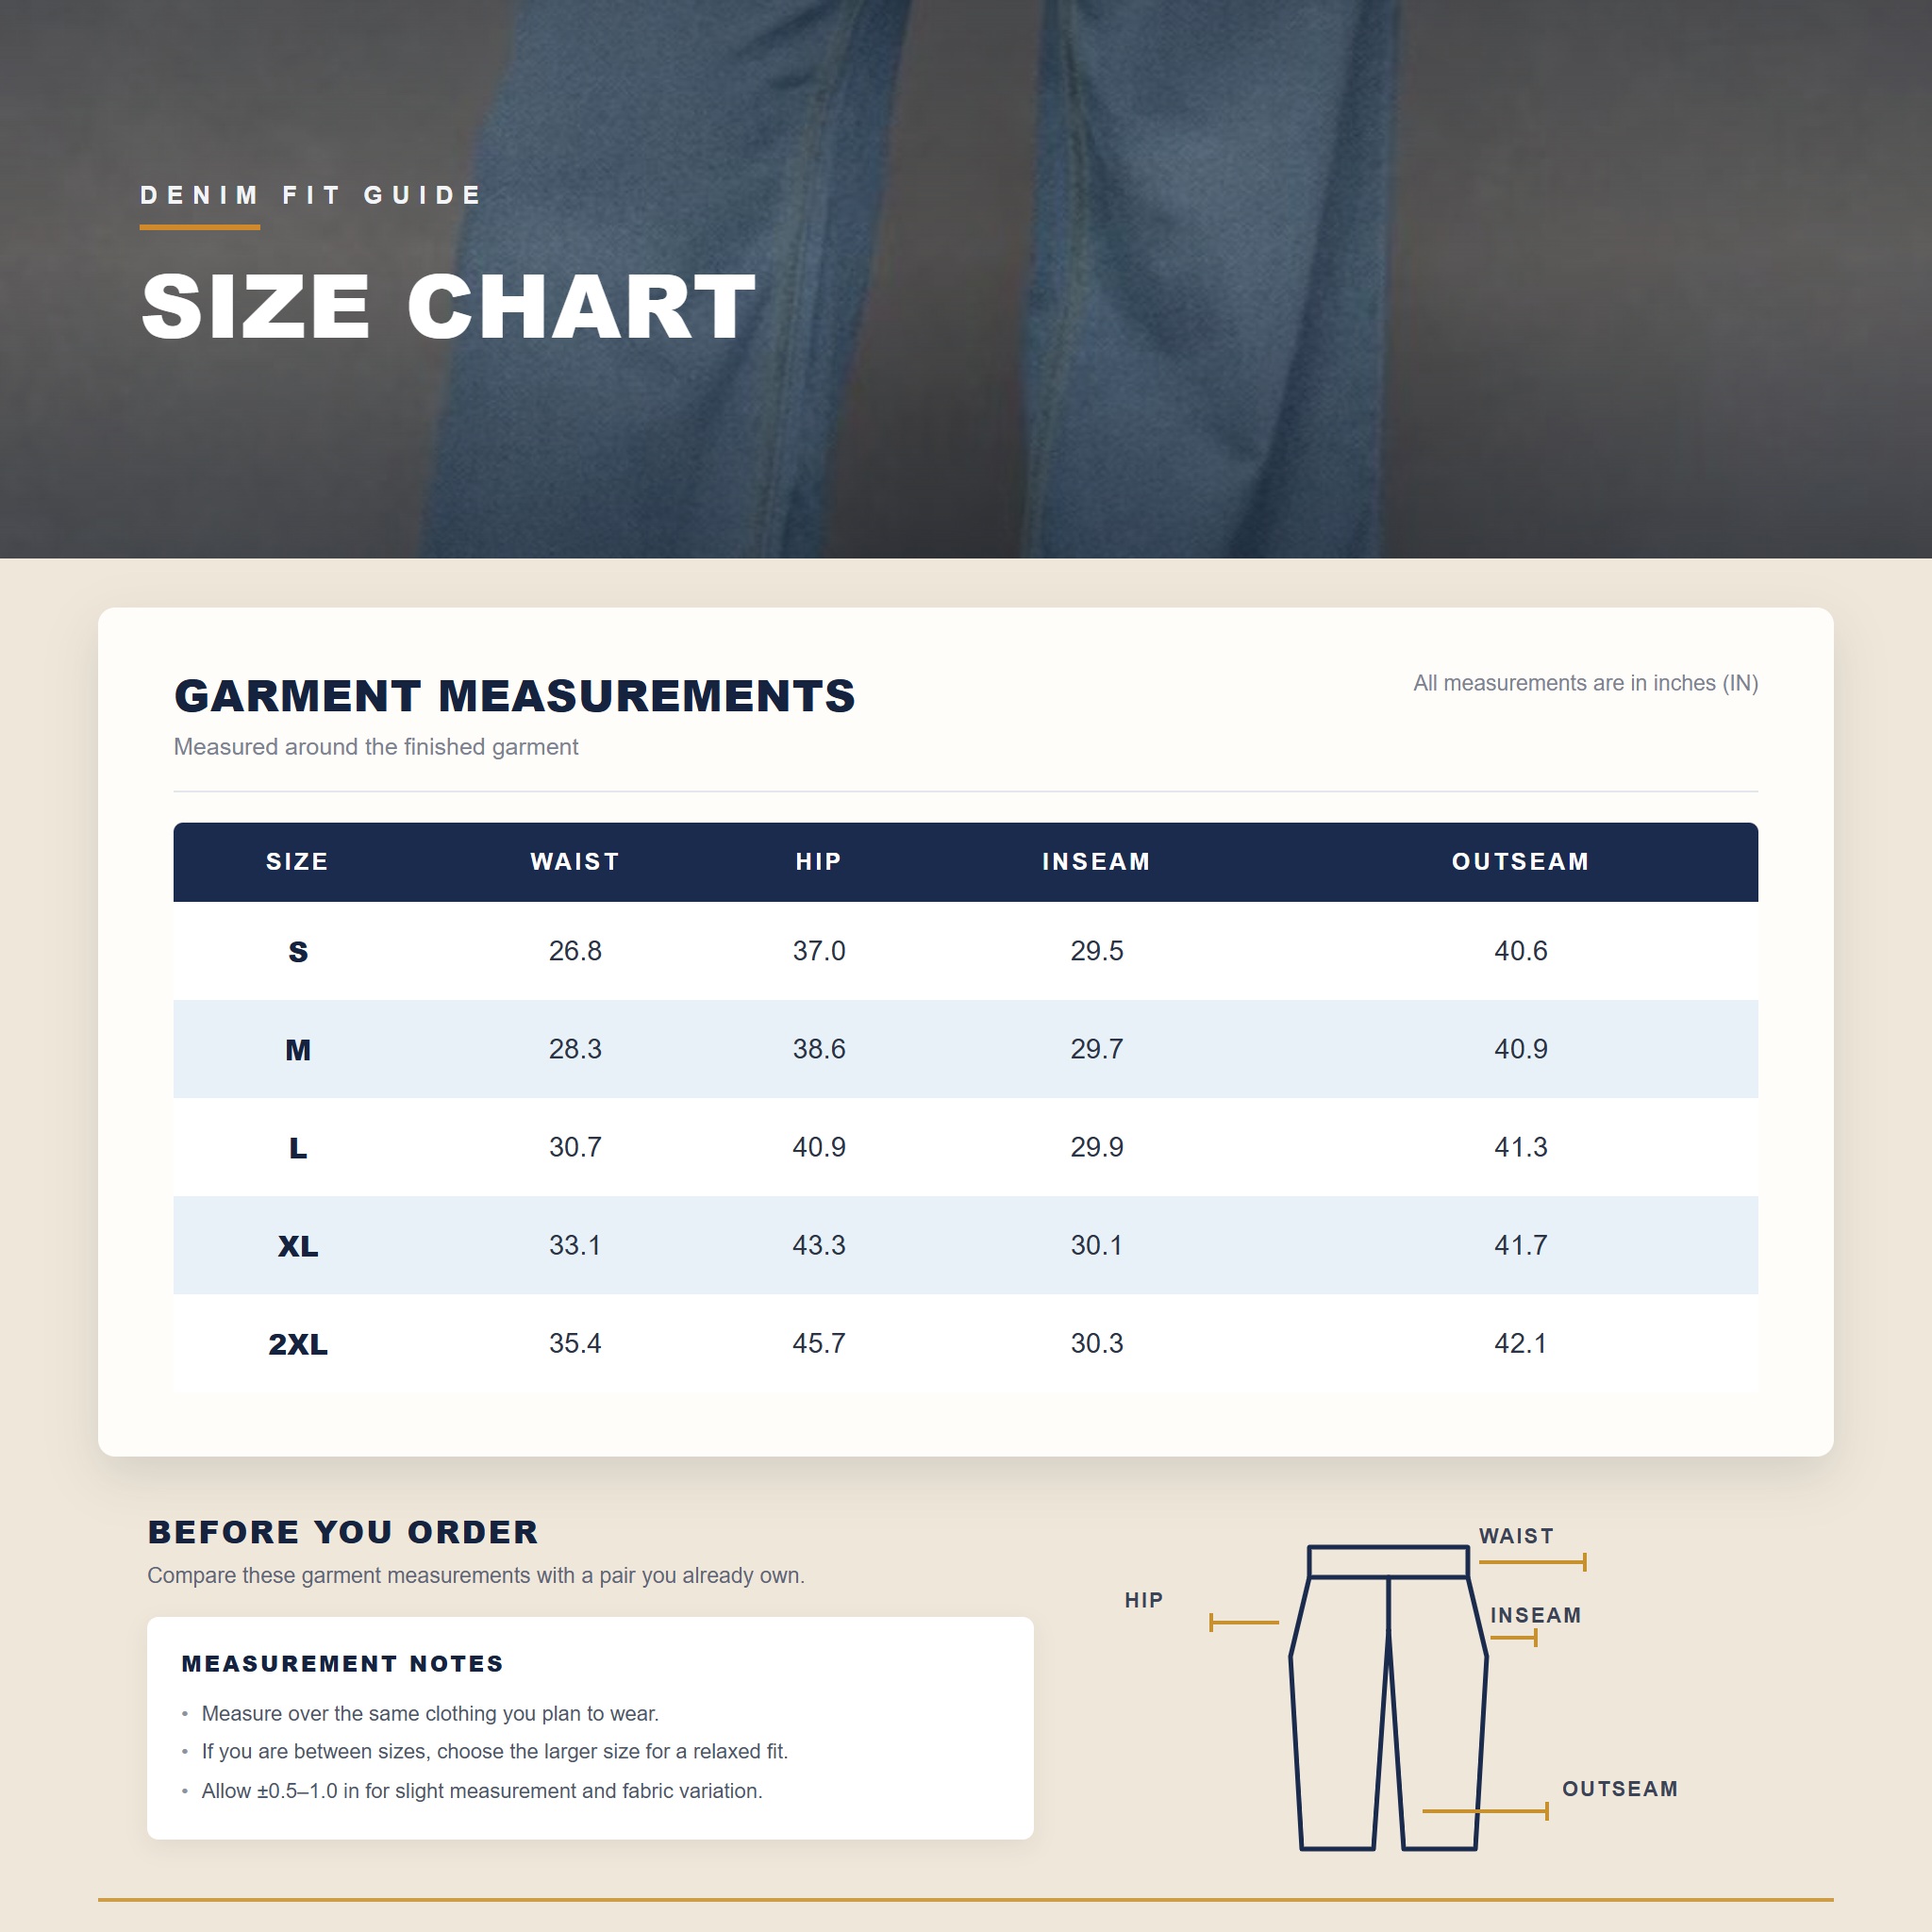 DENIM FIT GUIDE
SIZE CHART
GARMENT MEASUREMENTS
All measurements are in inches (IN)
Measured around the finished garment
SIZE WAIST HIP INSEAM OUTSEAM
S 26.8 37.0 29.5 40.6
M 28.3 38.6 29.7 40.9
L 30.7 40.9 29.9 41.3
XL 33.1 43.3 30.1 41.7
2XL 35.4 45.7 30.3 42.1
BEFORE YOU ORDER
Compare these garment measurements with a pair you already own.
MEASUREMENT NOTES
• Measure over the same clothing you plan to wear.
• If you are between sizes, choose the larger size for a relaxed fit.
• Allow ±0.5–1.0 in for slight measurement and fabric variation.
WAIST
HIP
INSEAM
OUTSEAM